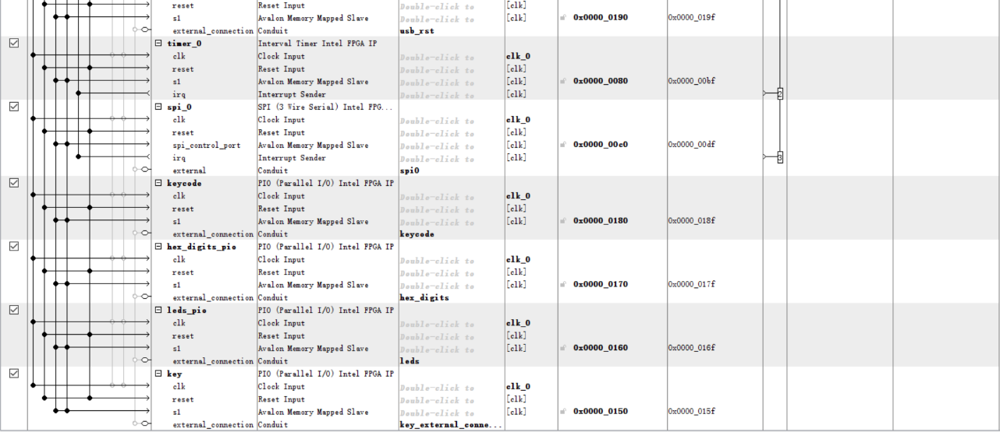 reset Reset Input Double-click to [clk]
s1 Avalon Memory Mapped Slave Double-click to [clk] 0x0000_0190 0x0000_019f
external_connection Conduit usb_rst
timer_0 Interval Timer Intel FPGA IP
clk Clock Input Double-click to clk_0
reset Reset Input Double-click to [clk]
s1 Avalon Memory Mapped Slave Double-click to [clk] 0x0000_0080 0x0000_00bf
irq Interrupt Sender Double-click to [clk] 2
spi_0 SPI (3 Wire Serial) Intel FPG...
clk Clock Input Double-click to clk_0
reset Reset Input Double-click to [clk]
spi_control_port Avalon Memory Mapped Slave Double-click to [clk] 0x0000_00c0 0x0000_00df
irq Interrupt Sender Double-click to [clk] 3
external Conduit spi0
keycode PIO (Parallel I/O) Intel FPGA IP
clk Clock Input Double-click to clk_0
reset Reset Input Double-click to [clk]
s1 Avalon Memory Mapped Slave Double-click to [clk] 0x0000_0180 0x0000_018f
external_connection Conduit keycode
hex_digits_pio PIO (Parallel I/O) Intel FPGA IP
clk Clock Input Double-click to clk_0
reset Reset Input Double-click to [clk]
s1 Avalon Memory Mapped Slave Double-click to [clk] 0x0000_0170 0x0000_017f
external_connection Conduit hex_digits
leds_pio PIO (Parallel I/O) Intel FPGA IP
clk Clock Input Double-click to clk_0
reset Reset Input Double-click to [clk]
s1 Avalon Memory Mapped Slave Double-click to [clk] 0x0000_0160 0x0000_016f
external_connection Conduit leds
key PIO (Parallel I/O) Intel FPGA IP
clk Clock Input Double-click to clk_0
reset Reset Input Double-click to [clk]
s1 Avalon Memory Mapped Slave Double-click to [clk] 0x0000_0150 0x0000_015f
external_connection Conduit key_external_conne...